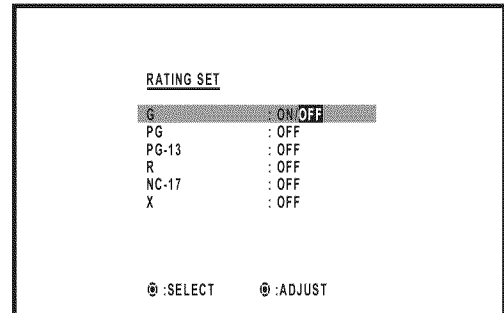 RATING SET
G : ON/OFF
PG : OFF
PG-13 : OFF
R : OFF
NC-17 : OFF
X : OFF
:SELECT :ADJUST